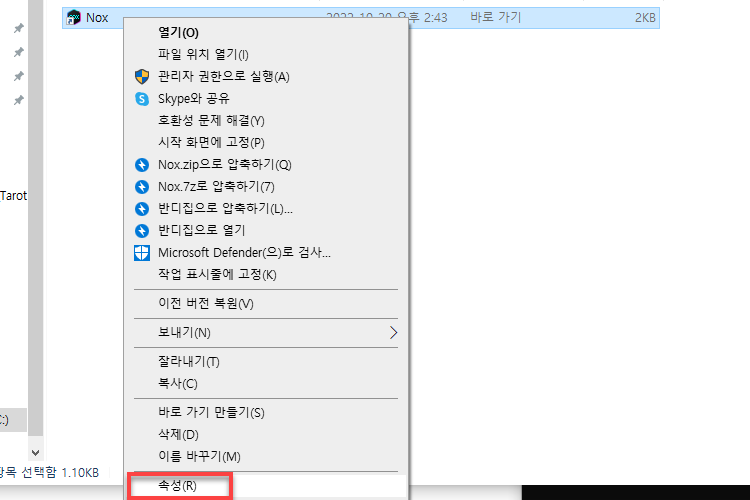 Nox 2022-10-20 오후 2:43 바로 가기 2KB
열기(O)
파일 위치 열기(I)
관리자 권한으로 실행(A)
Skype와 공유
호환성 문제 해결(Y)
시작 화면에 고정(P)
Nox.zip으로 압축하기(Q)
Nox.7z로 압축하기(7)
Tarot
반디집으로 압축하기(L)...
반디집으로 열기
Microsoft Defender(으)로 검사...
작업 표시줄에 고정(K)
이전 버전 복원(V)
보내기(N)
잘라내기(T)
복사(C)
바로 가기 만들기(S)
:)
삭제(D)
이름 바꾸기(M)
항목 선택함 1.10KB
속성(R)